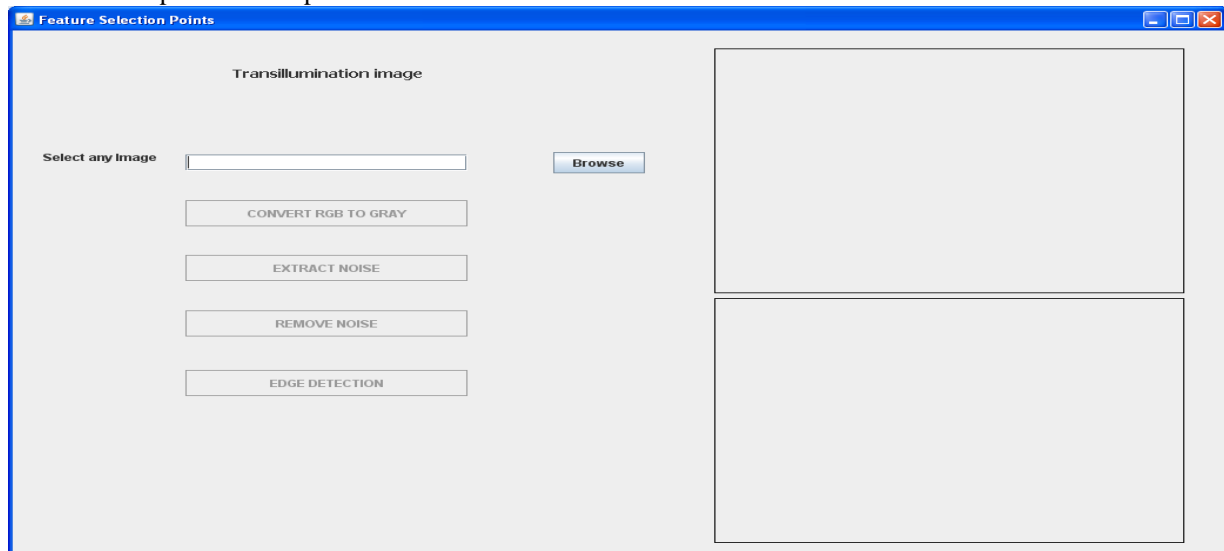 Feature Selection Points
Transillumination image
Select any Image
Browse
CONVERT RGB TO GRAY
EXTRACT NOISE
REMOVE NOISE
EDGE DETECTION